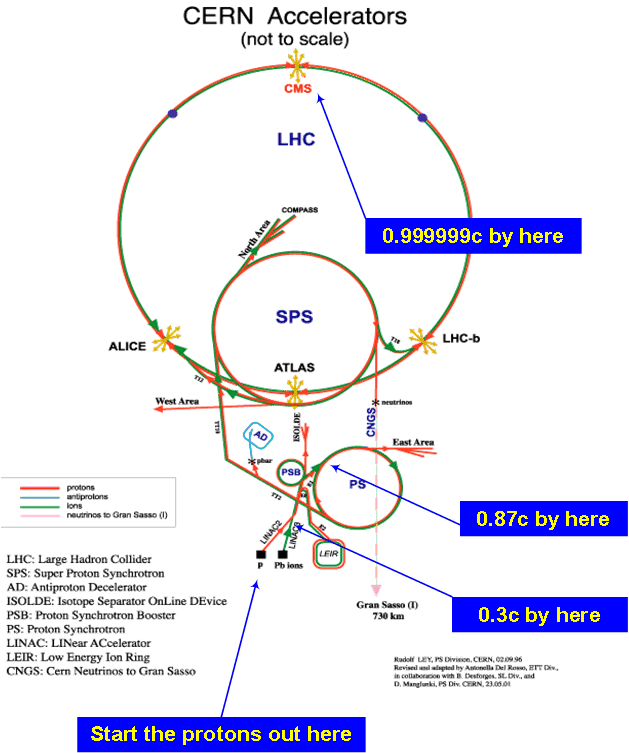 CERN Accelerators
(not to scale)
CMS
LHC
COMPASS
North Area
0.999999c by here
SPS
TI8
ALICE
LHC-b
ATLAS
TI2
West Area
neutrinos
CNGS
ISOLDE
TT10
AD
East Area
pbar
PSB
PS
protons
antiprotons
ions
neutrinos to Gran Sasso (I)
TT2
E2
0.87c by here
LINAC2
LINAC3
LEIR
p
Pb ions
LHC: Large Hadron Collider
SPS: Super Proton Synchrotron
AD: Antiproton Decelerator
ISOLDE: Isotope Separator OnLine DEvice
PSB: Proton Synchrotron Booster
PS: Proton Synchrotron
LINAC: LINear ACcelerator
LEIR: Low Energy Ion Ring
CNGS: Cern Neutrinos to Gran Sasso
Gran Sasso (I)
730 km
0.3c by here
Rudolf LEY, PS Division, CERN, 02.09.96
Revised and adapted by Antonella Del Rosso, ETT Div.,
in collaboration with B. Desforges, SL Div., and
D. Manglunki, PS Div. CERN, 23.05.01
Start the protons out here